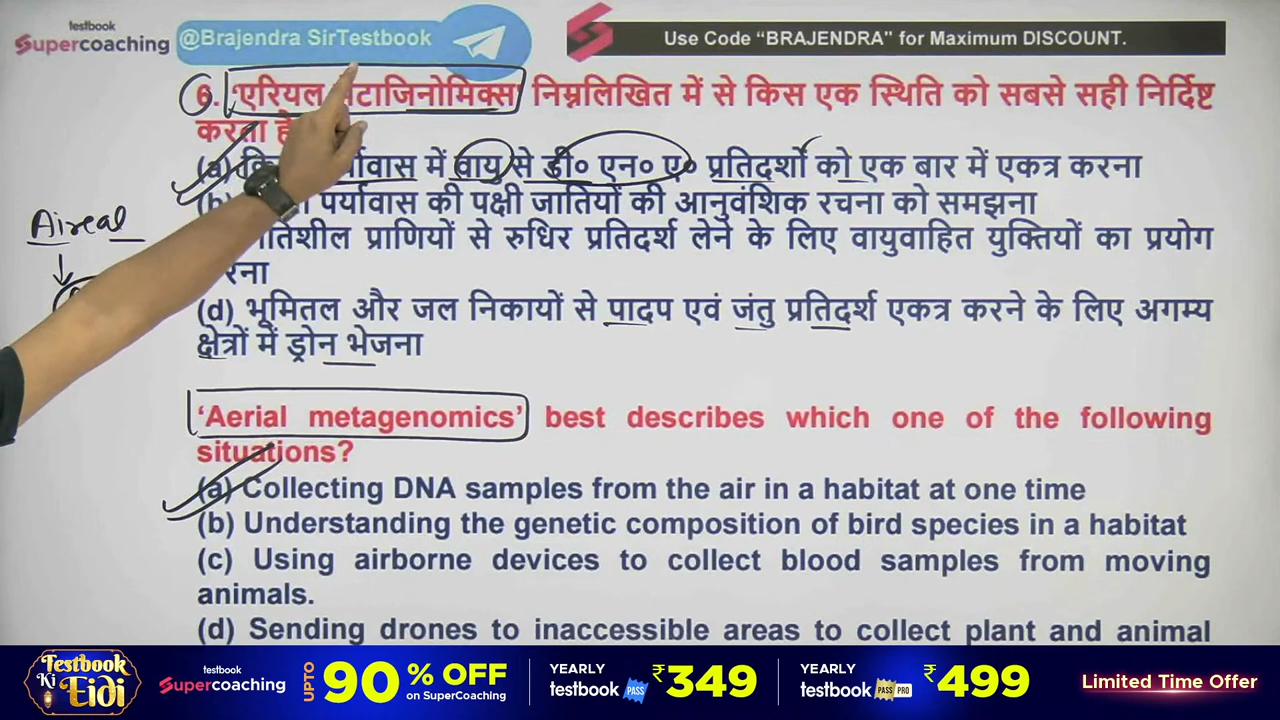 testbook
Supercoaching
@Brajendra SirTestbook
Use Code “BRAJENDRA" for Maximum DISCOUNT.
6. 'एरियल निम्नलिखित में से किस एक स्थिति को सबसे सही निर्दिष्ट
करता
(a) में वायु से डी० एन० ए० प्रतिदर्शों को एक बार में एकत्र करना
पर्यावास की पक्षी जातियों की आनुवंशिक रचना को समझना
प्राणियों से रुधिर प्रतिदर्श लेने के लिए वायुवाहित युक्तियों का प्रयोग
(d) भूमितल और जल निकायों से पादप एवं जंतु प्रतिदर्श एकत्र करने के लिए अगम्य
क्षेत्रों में ड्रोन भेजना
Aireal
‘Aerial metagenomics’ best describes which one of the following
situations?
(a) Collecting DNA samples from the air in a habitat at one time
(b) Understanding the genetic composition of bird species in a habitat
(c) Using airborne devices to collect blood samples from moving
animals.
(d) Sending drones to inaccessible areas to collect plant and animal
Testbook Ki Eidi
testbook
Supercoaching
UPTO 90 % OFF on SuperCoaching
YEARLY testbook PASS ₹349
YEARLY testbook PASS PRO ₹499
Limited Time Offer